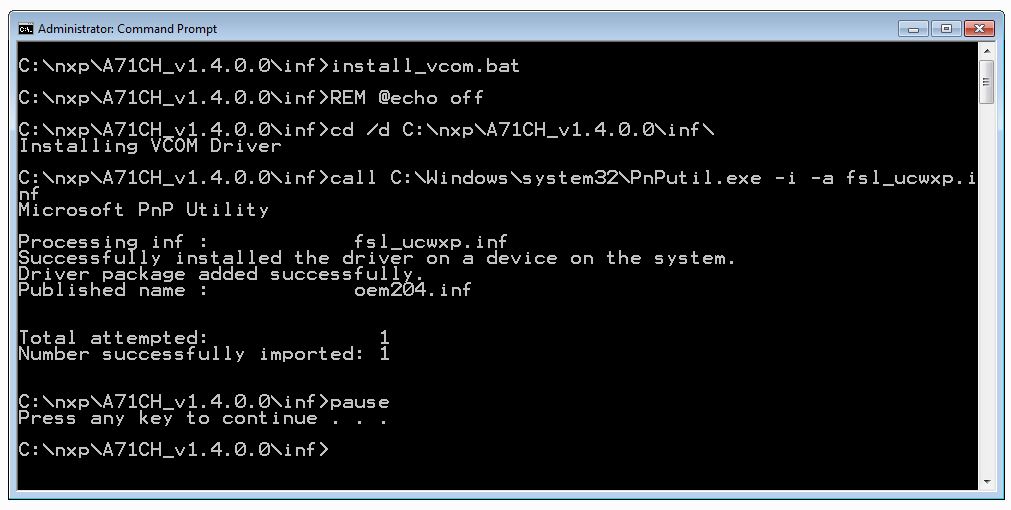 Administrator: Command Prompt
C:\nxp\A71CH_v1.4.0.0\inf>install_vcom.bat
C:\nxp\A71CH_v1.4.0.0\inf>REM @echo off
C:\nxp\A71CH_v1.4.0.0\inf>cd /d C:\nxp\A71CH_v1.4.0.0\inf\
Installing VCOM Driver
C:\nxp\A71CH_v1.4.0.0\inf>call C:\Windows\system32\PnPutil.exe -i -a fsl_ucwxp.i
nf
Microsoft PnP Utility
Processing inf :            fsl_ucwxp.inf
Successfully installed the driver on a device on the system.
Driver package added successfully.
Published name :            oem204.inf
Total attempted:              1
Number successfully imported: 1
C:\nxp\A71CH_v1.4.0.0\inf>pause
Press any key to continue . . .
C:\nxp\A71CH_v1.4.0.0\inf>